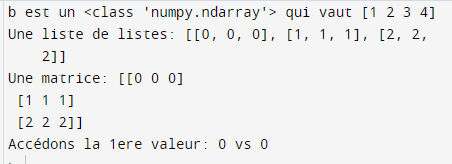 b est un <class 'numpy.ndarray'> qui vaut [1 2 3 4]
Une liste de listes: [[0, 0, 0], [1, 1, 1], [2, 2,
2]]
Une matrice: [[0 0 0]
[1 1 1]
[2 2 2]]
Accédons la 1ere valeur: 0 vs 0